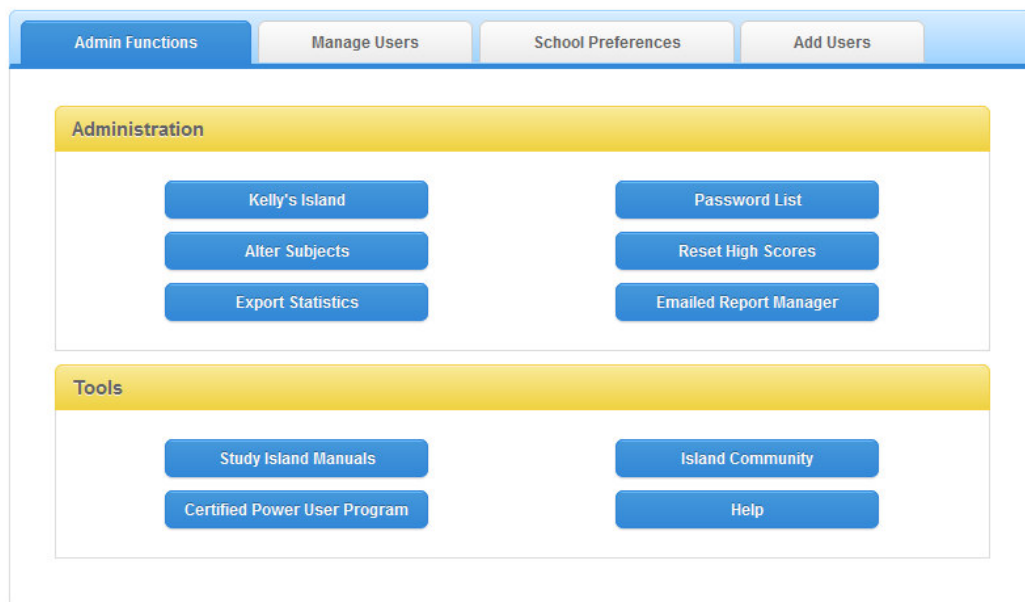 Admin Functions Manage Users School Preferences Add Users
Administration
Kelly's Island Password List
Alter Subjects Reset High Scores
Export Statistics Emailed Report Manager
Tools
Study Island Manuals Island Community
Certified Power User Program Help